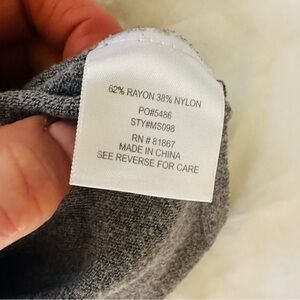 62% RAYON 38% NYLON
PO#5486
STY#MS098
RN # 81867
MADE IN CHINA
SEE REVERSE FOR CARE